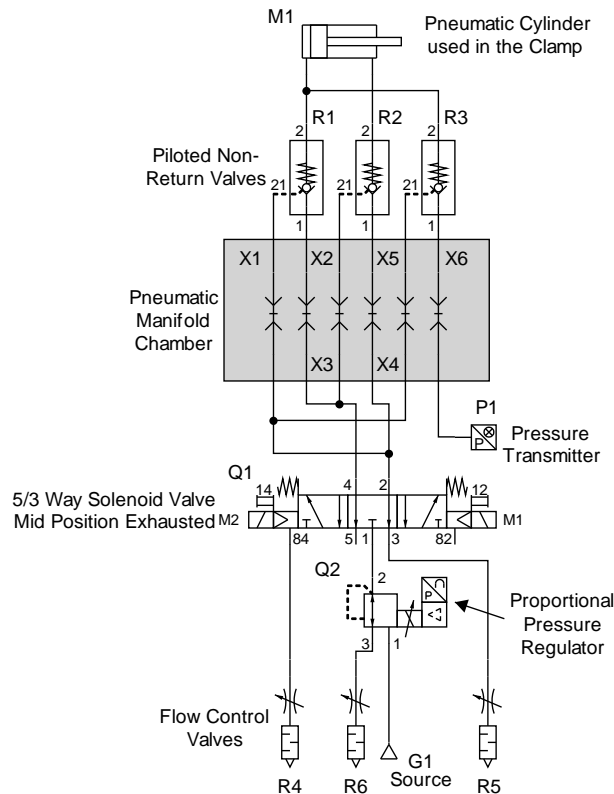 M1
Pneumatic Cylinder
used in the Clamp
R1 R2 R3
2 2 2
Piloted Non-
Return Valves
21 21 21
1 1 1
X1 X2 X5 X6
Pneumatic
Manifold
Chamber
X3 X4
P1
P
Pressure
Transmitter
Q1
14 4 2 12
5/3 Way Solenoid Valve
Mid Position Exhausted
M2 M1
84 5 1 3 82
Q2
2
P
Proportional
Pressure
Regulator
3 1
Flow Control
Valves
G1
Source
R4 R6 R5